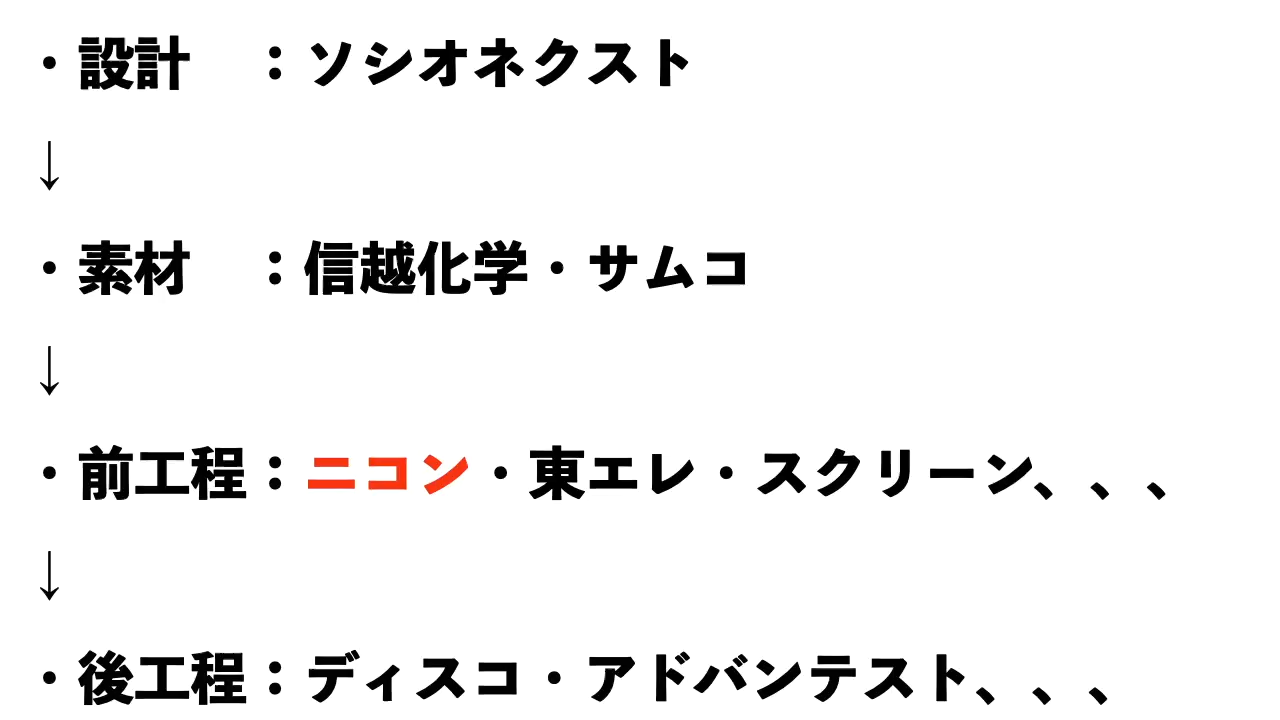 ・設計　：ソシオネクスト
↓
・素材　：信越化学・サムコ
↓
・前工程：ニコン・東エレ・スクリーン、、、
↓
・後工程：ディスコ・アドバンテスト、、、